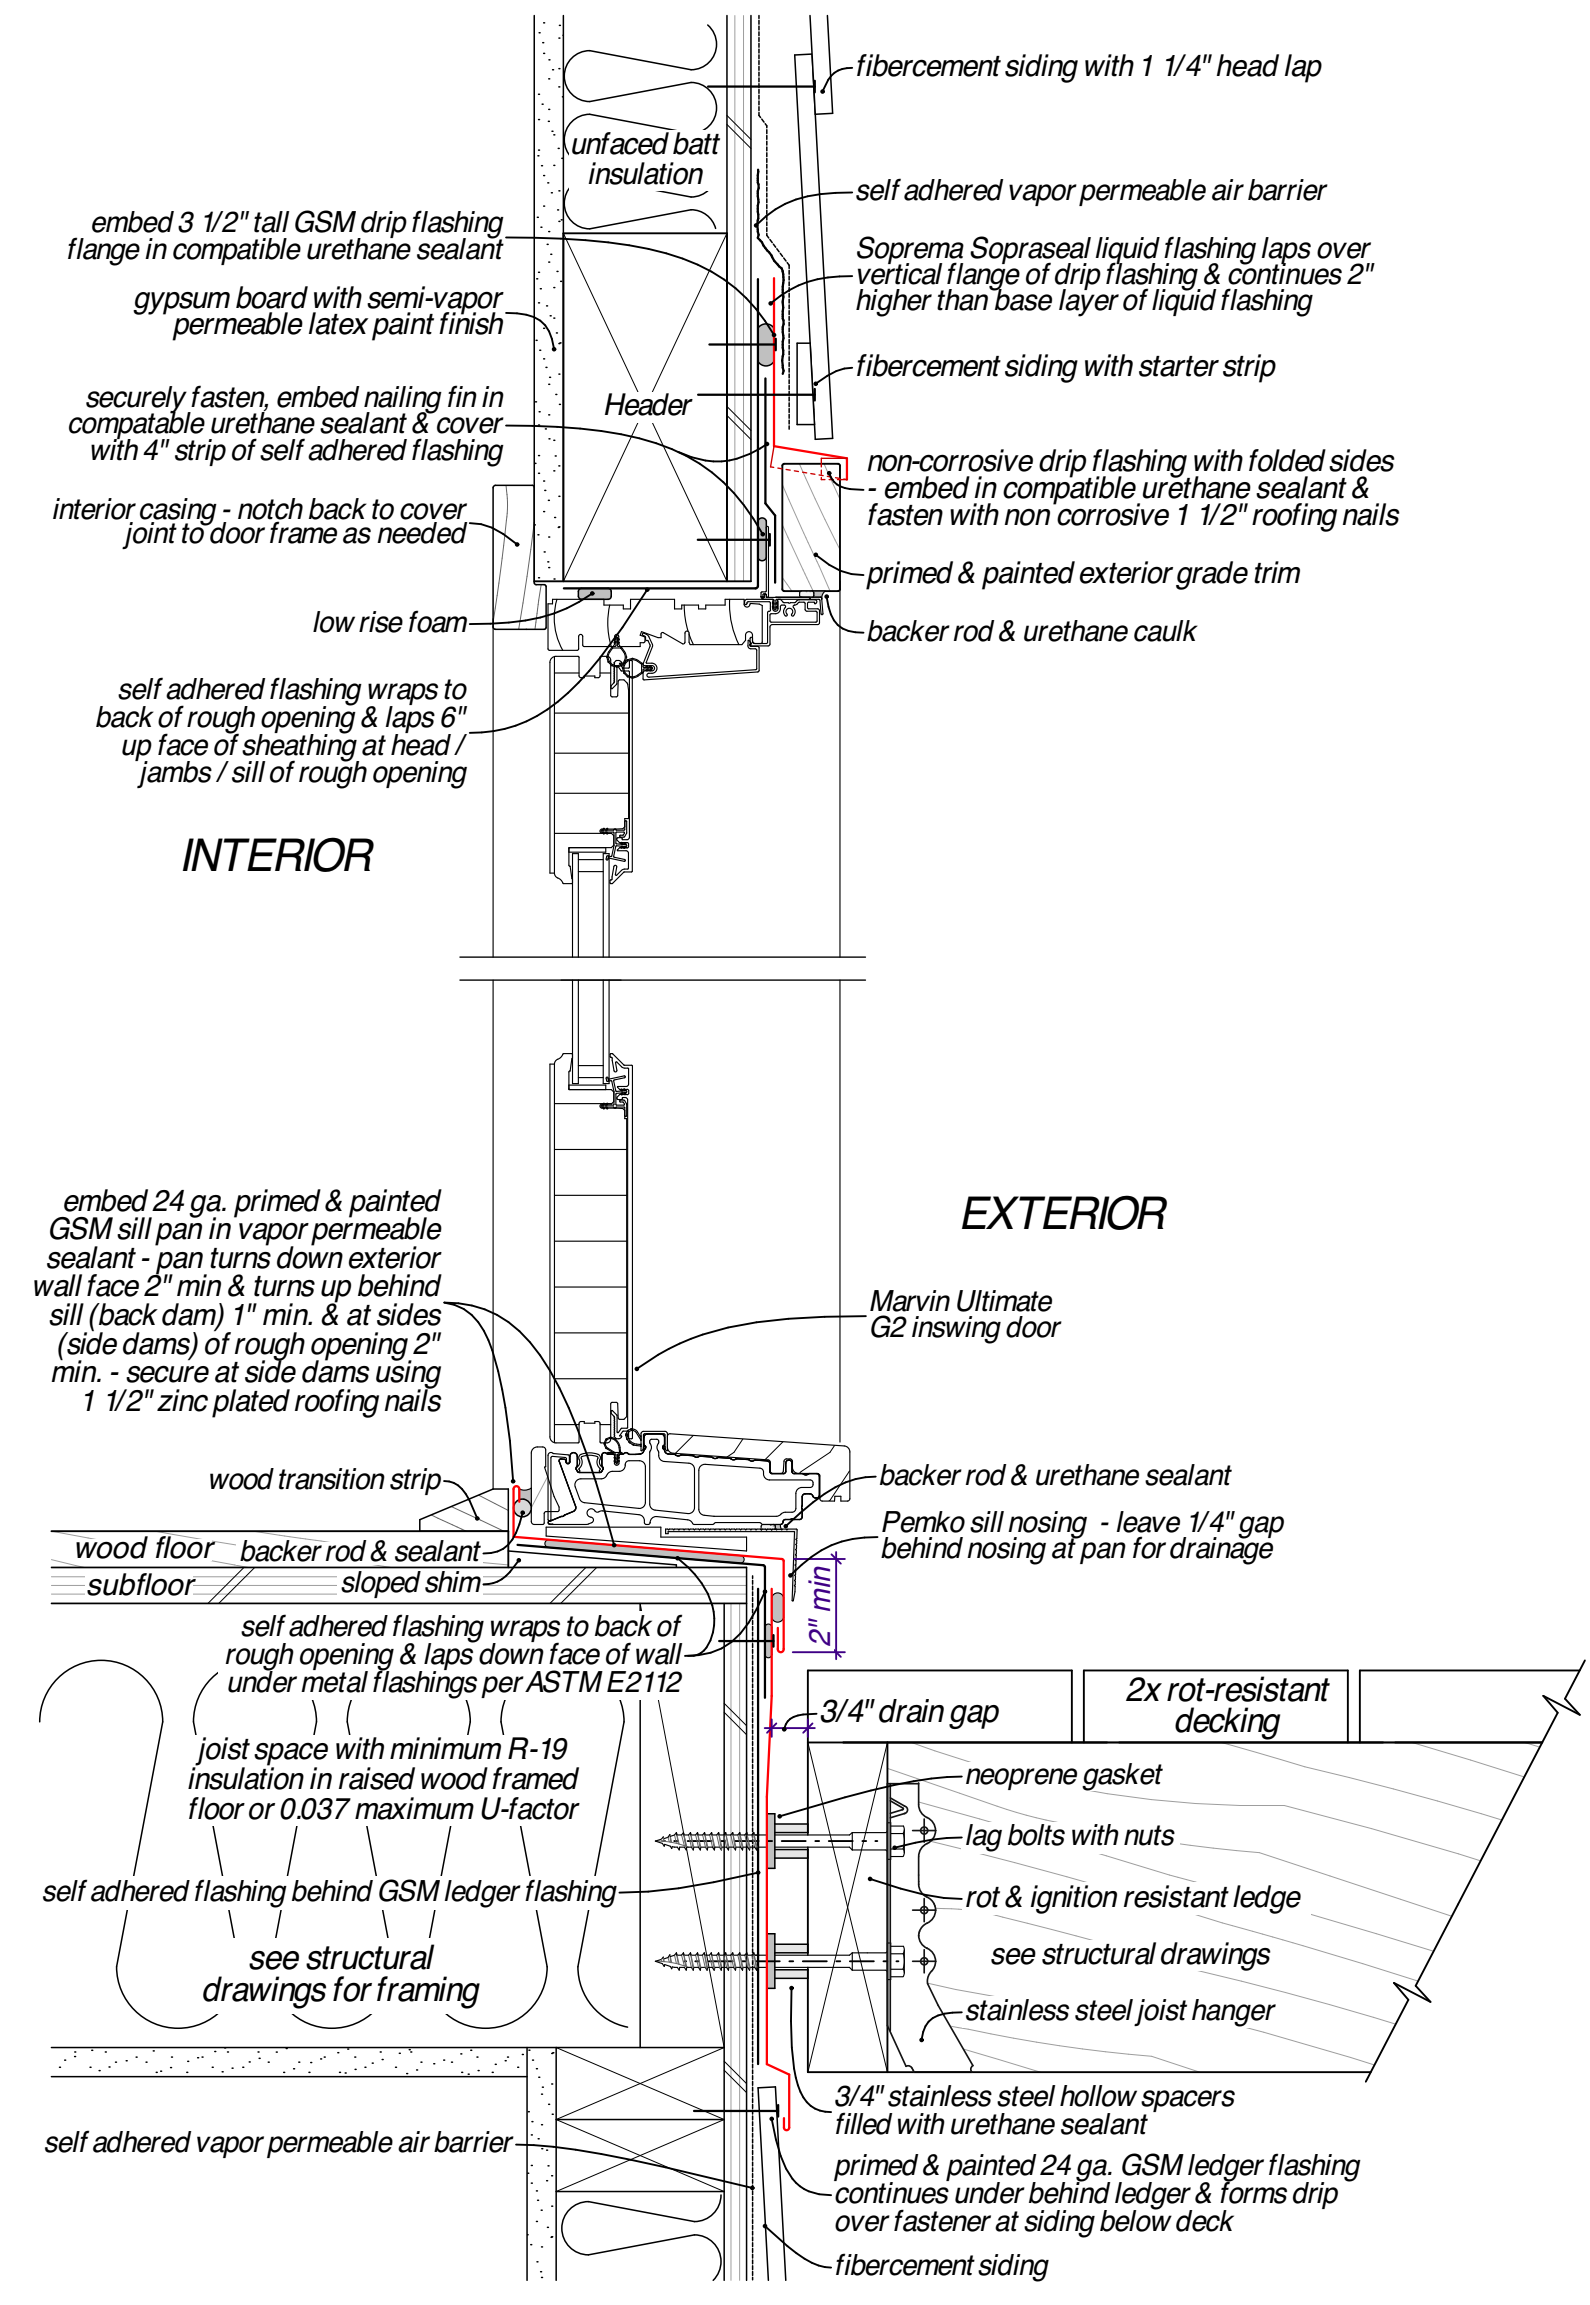 fibercement siding with 1 1/4" head lap
unfaced batt
insulation
self adhered vapor permeable air barrier
embed 3 1/2" tall GSM drip flashing
flange in compatible urethane sealant
Soprema Sopraseal liquid flashing laps over
vertical flange of drip flashing & continues 2"
higher than base layer of liquid flashing
gypsum board with semi-vapor
permeable latex paint finish
fibercement siding with starter strip
securely fasten, embed nailing fin in
compatable urethane sealant & cover
with 4" strip of self adhered flashing
Header
non-corrosive drip flashing with folded sides
- embed in compatible urethane sealant &
fasten with non corrosive 1 1/2" roofing nails
interior casing - notch back to cover
joint to door frame as needed
primed & painted exterior grade trim
low rise foam
backer rod & urethane caulk
self adhered flashing wraps to
back of rough opening & laps 6"
up face of sheathing at head /
jambs / sill of rough opening
INTERIOR
EXTERIOR
embed 24 ga. primed & painted
GSM sill pan in vapor permeable
sealant - pan turns down exterior
wall face 2" min & turns up behind
sill (back dam) 1" min. & at sides
(side dams) of rough opening 2"
min. - secure at side dams using
1 1/2" zinc plated roofing nails
Marvin Ultimate
G2 inswing door
wood transition strip
backer rod & urethane sealant
Pemko sill nosing - leave 1/4" gap
behind nosing at pan for drainage
wood floor
backer rod & sealant
subfloor
sloped shim
2" min
self adhered flashing wraps to back of
rough opening & laps down face of wall
under metal flashings per ASTM E2112
3/4" drain gap
2x rot-resistant
decking
joist space with minimum R-19
insulation in raised wood framed
floor or 0.037 maximum U-factor
neoprene gasket
lag bolts with nuts
self adhered flashing behind GSM ledger flashing
rot & ignition resistant ledge
see structural
drawings for framing
see structural drawings
stainless steel joist hanger
3/4" stainless steel hollow spacers
filled with urethane sealant
self adhered vapor permeable air barrier
primed & painted 24 ga. GSM ledger flashing
continues under behind ledger & forms drip
over fastener at siding below deck
fibercement siding